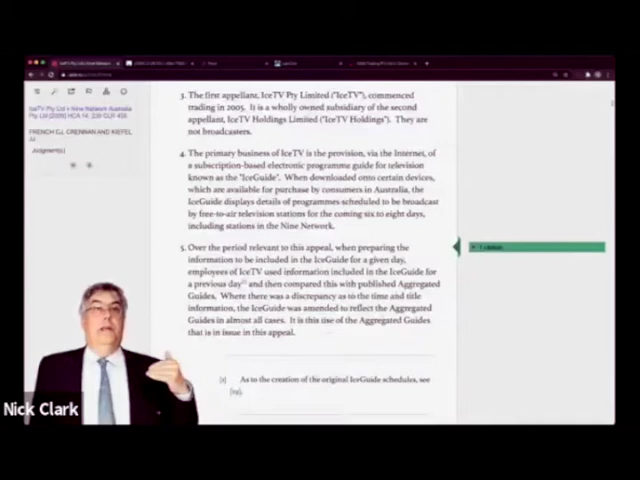 IceTV Pty Ltd v Nine Network Australia
Pty Ltd [2009] HCA 14, 239 CLR 458
FRENCH CJ, CRENNAN AND KIEFEL
JJ
Judgment(s)
3. The first appellant, IceTV Pty Limited ("IceTV"), commenced
trading in 2005. It is a wholly owned subsidiary of the second
appellant, IceTV Holdings Limited ("IceTV Holdings"). They are
not broadcasters.
4. The primary business of IceTV is the provision, via the Internet, of
a subscription-based electronic programme guide for television
known as the "IceGuide". When downloaded onto certain devices,
which are available for purchase by consumers in Australia, the
IceGuide displays details of programmes scheduled to be broadcast
by free-to-air television stations for the coming six to eight days,
including stations in the Nine Network.
5. Over the period relevant to this appeal, when preparing the
information to be included in the IceGuide for a given day,
employees of IceTV used information included in the IceGuide for
a previous day and then compared this with published Aggregated
Guides. Where there was a discrepancy as to the time and title
information, the IceGuide was amended to reflect the Aggregated
Guides in almost all cases. It is this use of the Aggregated Guides
that is in issue in this appeal.
As to the creation of the original IceGuide schedules, see
Nick Clark